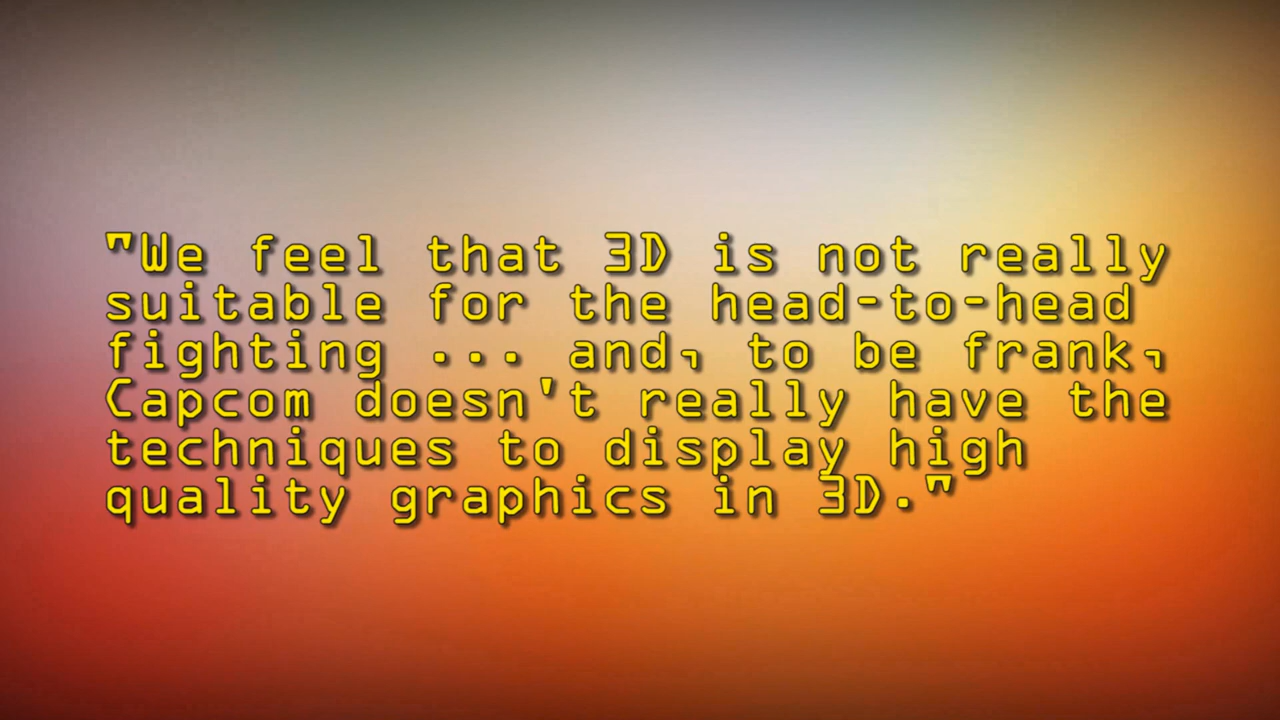 "We feel that 3D is not really
suitable for the head-to-head
fighting ... and, to be frank,
Capcom doesn't really have the
techniques to display high
quality graphics in 3D."